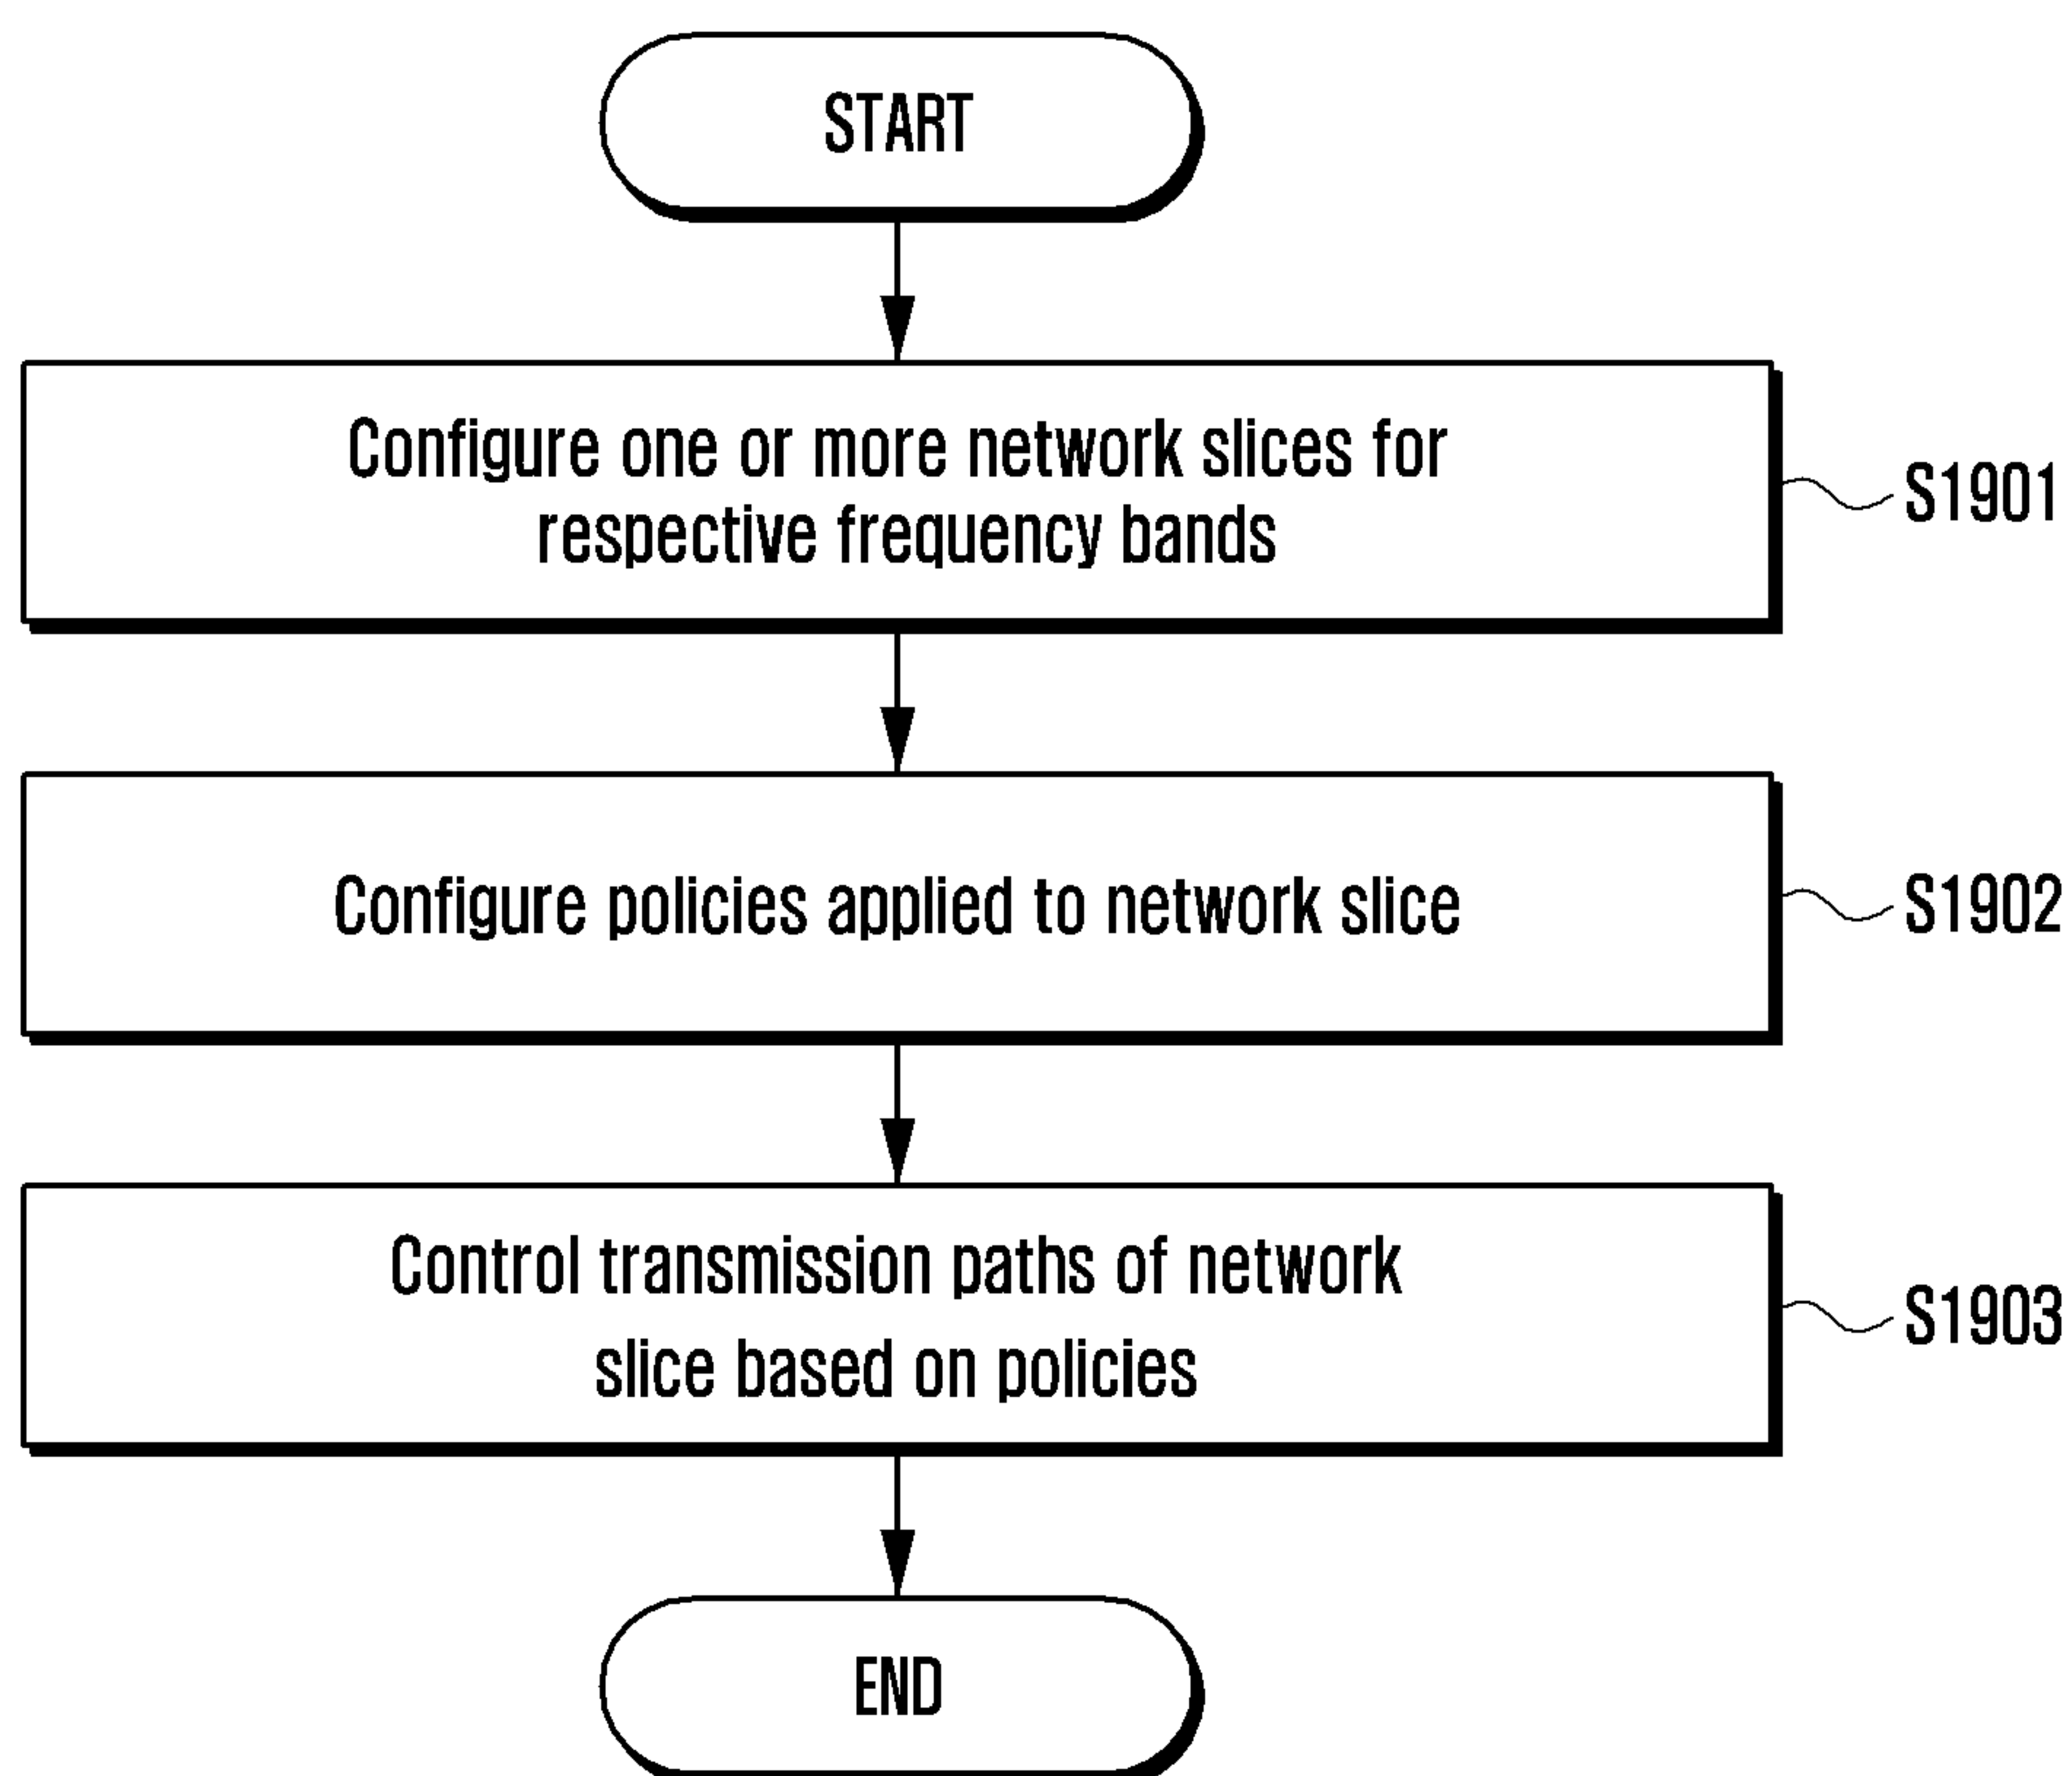 START
Configure one or more network slices for
respective frequency bands
S1901
Configure policies applied to network slice
S1902
Control transmission paths of network
slice based on policies
S1903
END